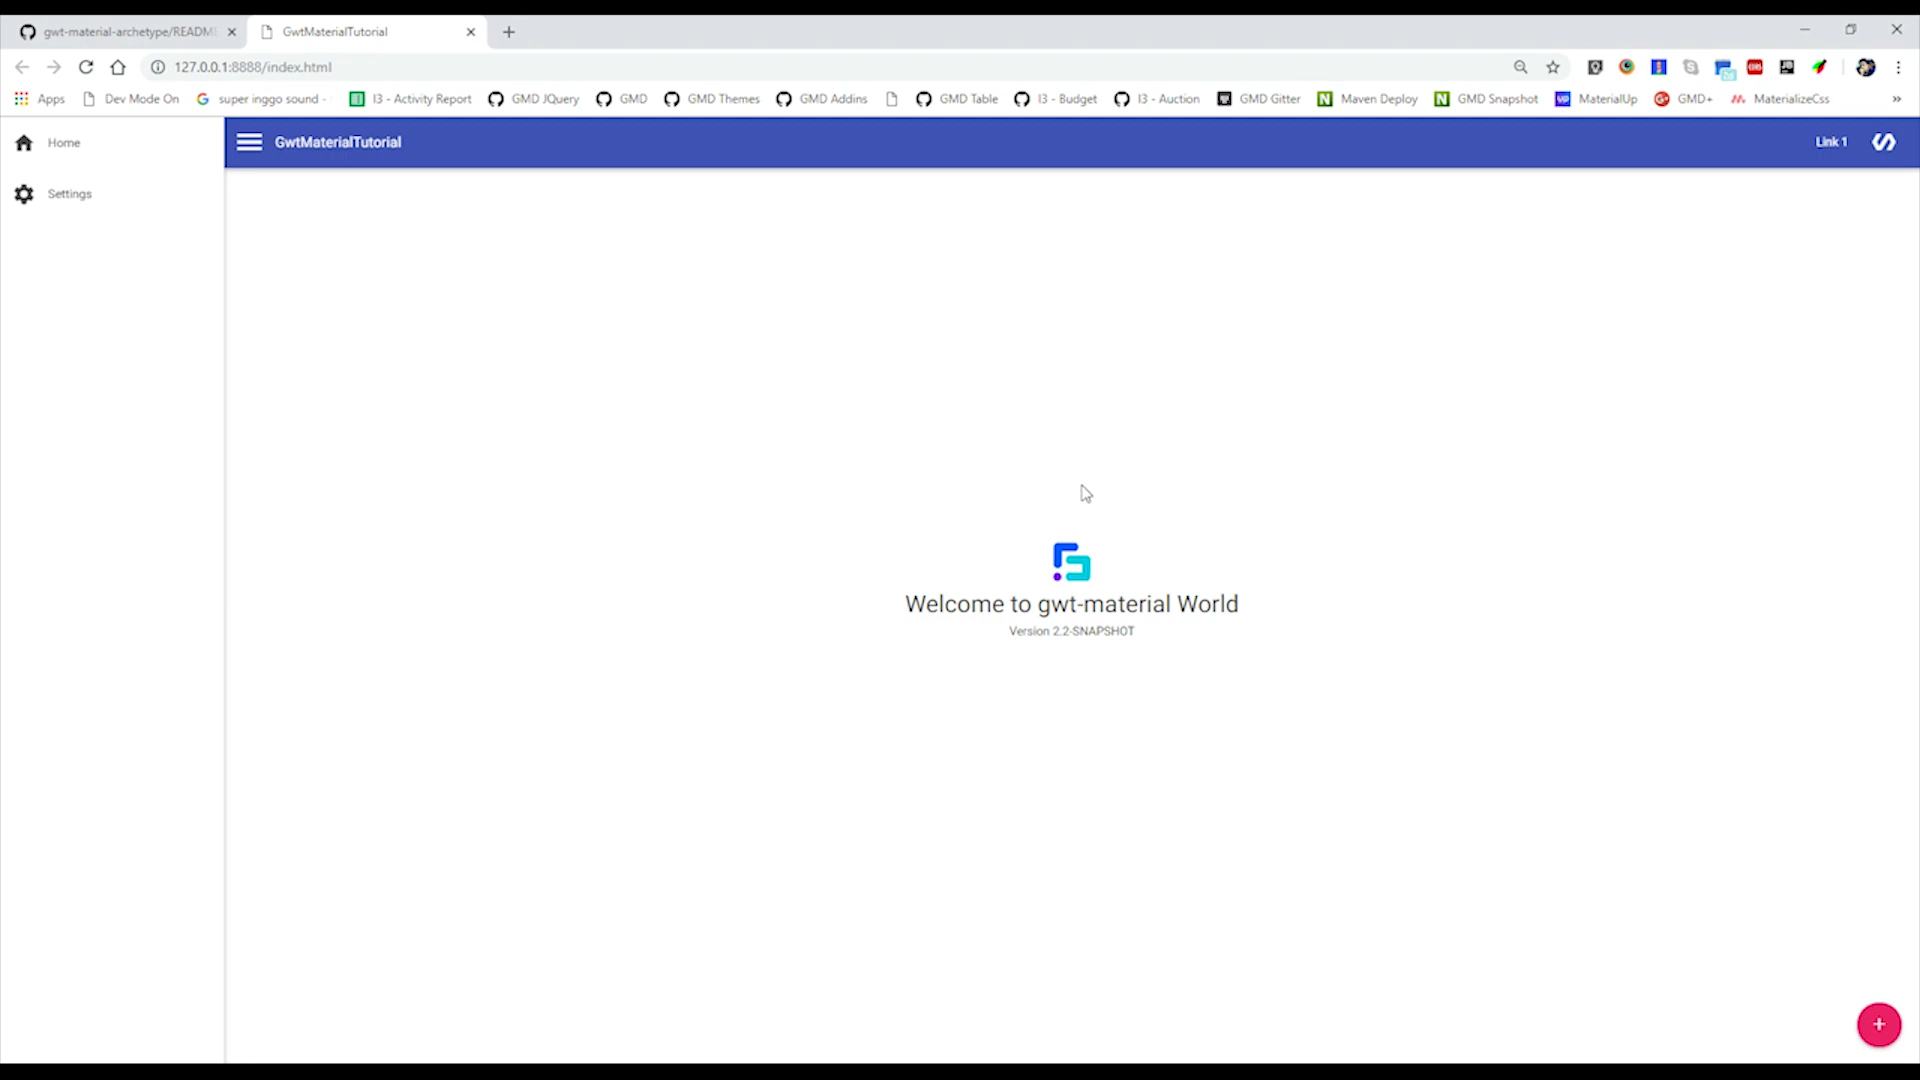 gwt-material-archetype/READM
GwtMaterialTutorial
127.0.0.1:8888/index.html
Apps
Dev Mode On
super inggo sound -
I3 - Activity Report
GMD JQuery
GMD
GMD Themes
GMD Addins
GMD Table
I3 - Budget
I3 - Auction
GMD Gitter
Maven Deploy
GMD Snapshot
MaterialUp
GMD+
MaterializeCss
Home
GwtMaterialTutorial
Link 1
Settings
Welcome to gwt-material World
Version 2.2-SNAPSHOT